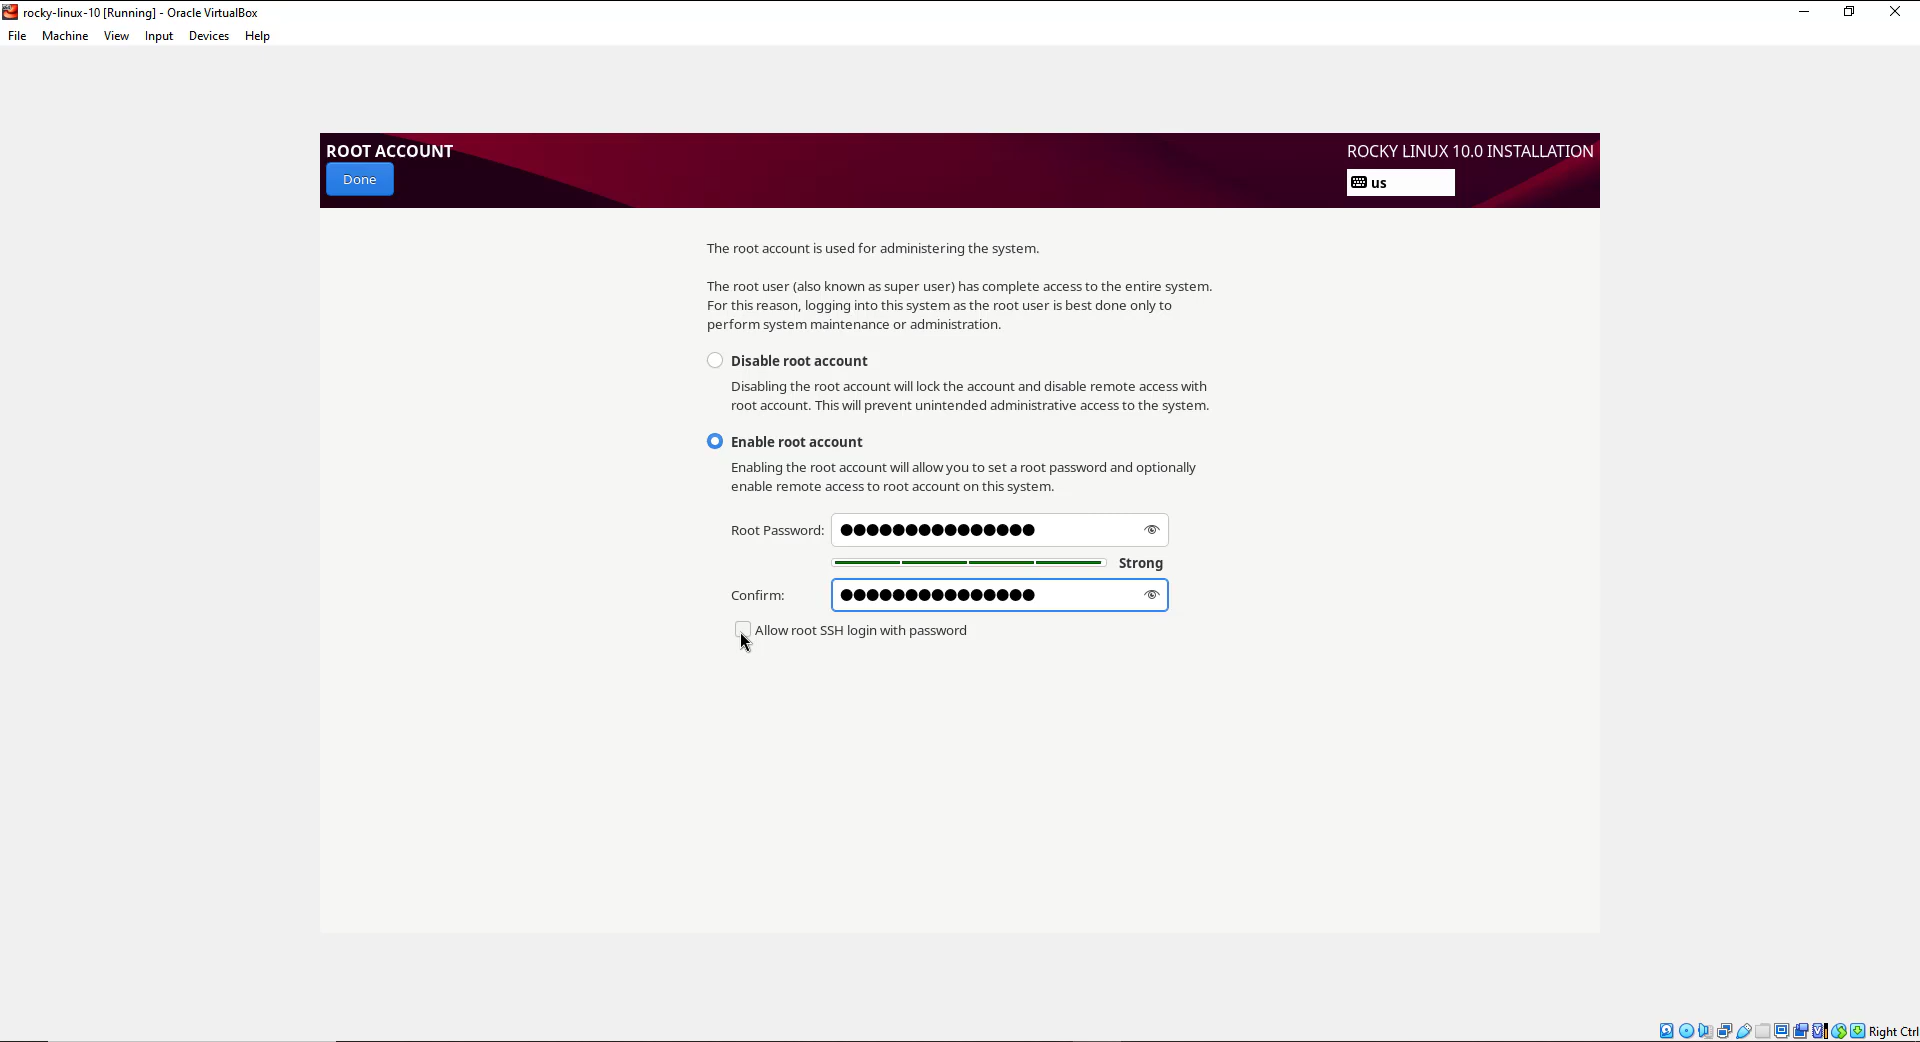 rocky-linux-10 [Running] - Oracle VirtualBox
File Machine View Input Devices Help
ROOT ACCOUNT
ROCKY LINUX 10.0 INSTALLATION
Done
us
The root account is used for administering the system.
The root user (also known as super user) has complete access to the entire system.
For this reason, logging into this system as the root user is best done only to
perform system maintenance or administration.
Disable root account
Disabling the root account will lock the account and disable remote access with
root account. This will prevent unintended administrative access to the system.
Enable root account
Enabling the root account will allow you to set a root password and optionally
enable remote access to root account on this system.
Root Password: ●●●●●●●●●●●●●●●
Strong
Confirm: ●●●●●●●●●●●●●●●
Allow root SSH login with password
Right Ctrl